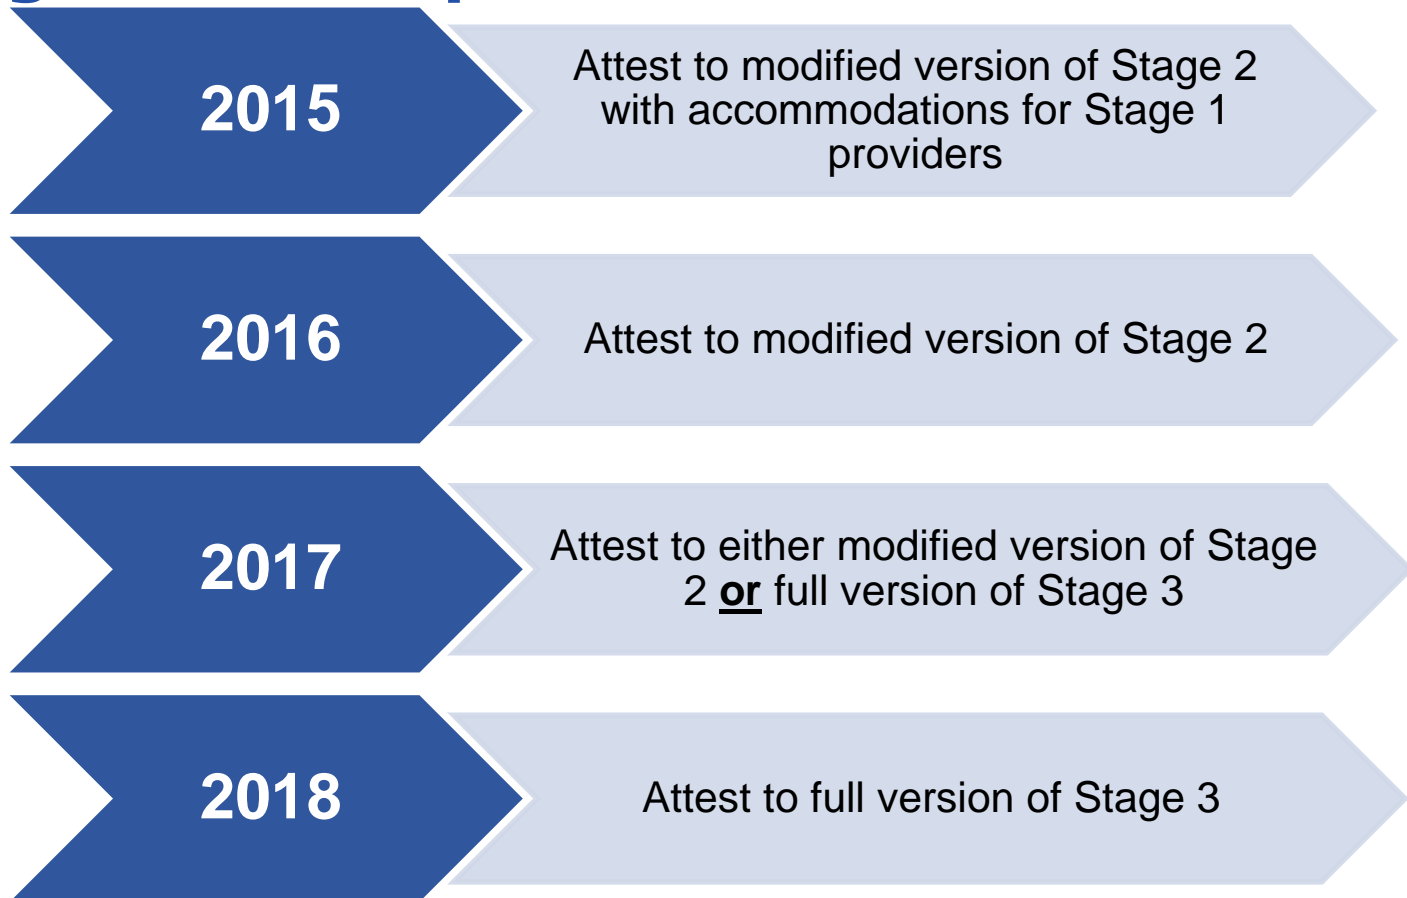 2015
Attest to modified version of Stage 2
with accommodations for Stage 1
providers
2016
Attest to modified version of Stage 2
2017
Attest to either modified version of Stage
2 or full version of Stage 3
2018
Attest to full version of Stage 3